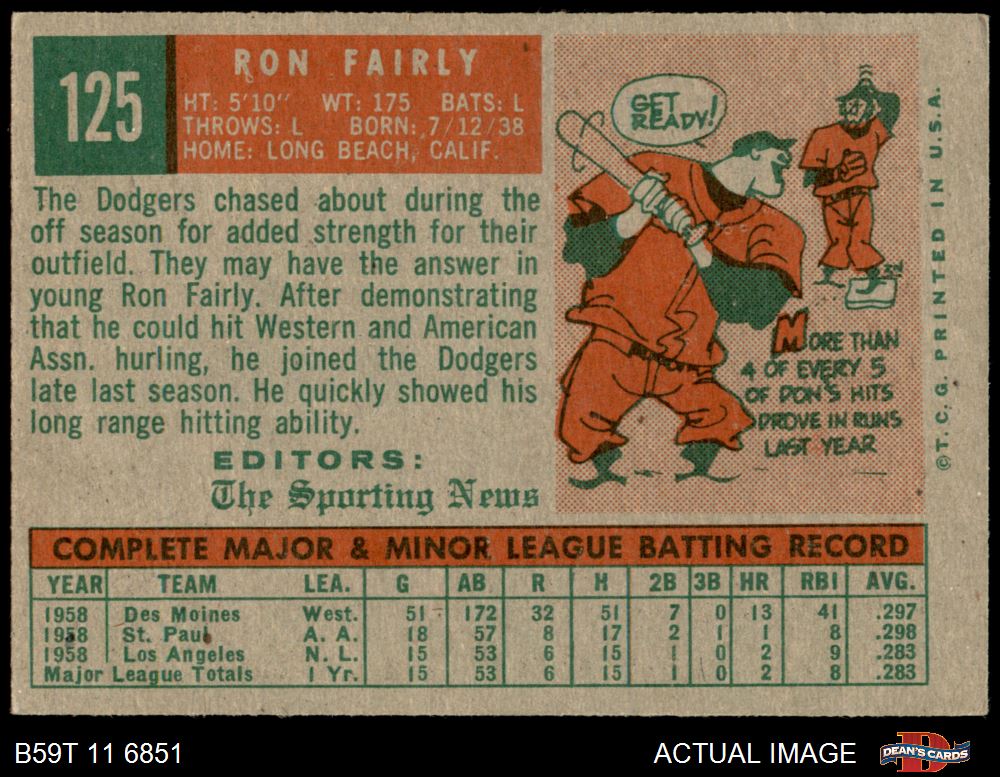 125
RON FAIRLY
HT: 5'10" WT: 175 BATS: L
THROWS: L BORN: 7/12/38
HOME: LONG BEACH, CALIF.
The Dodgers chased about during the
off season for added strength for their
outfield. They may have the answer in
young Ron Fairly. After demonstrating
that he could hit Western and American
Assn. hurling, he joined the Dodgers
late last season. He quickly showed his
long range hitting ability.
EDITORS:
The Sporting News
GET
READY!
3RD
MORE THAN
4 OF EVERY 5
OF DON'S HITS
DROVE IN RUNS
LAST YEAR
© T. C. G. PRINTED IN U.S.A.
COMPLETE MAJOR & MINOR LEAGUE BATTING RECORD
YEAR TEAM LEA. G AB R H 2B 3B HR RBI AVG.
1958 Des Moines West. 51 172 32 51 7 0 13 41 .297
1958 St. Paul A. A. 18 57 8 17 2 1 1 8 .298
1958 Los Angeles N. L. 15 53 6 15 1 0 2 9 .283
Major League Totals 1 Yr. 15 53 6 15 1 0 2 8 .283
B59T 11 6851
ACTUAL IMAGE
D
DEAN'S CARDS